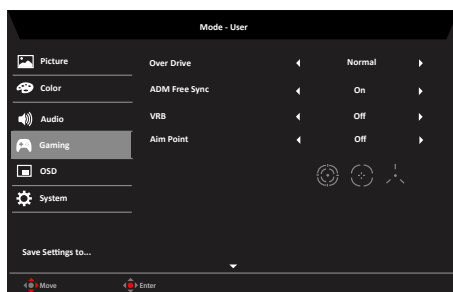 Mode - User
Picture
Over Drive Normal
Color
ADM Free Sync On
Audio
VRB Off
Gaming
Aim Point Off
OSD
System
Save Settings to...
Move Enter